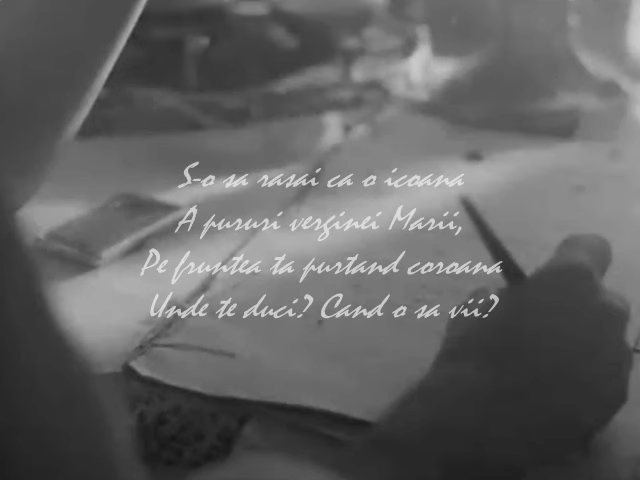 S-o sa rasai ca o icoana
A pururi verginei Marii,
Pe fruntea ta purtand coroana
Unde te duci? Cand o sa vii?